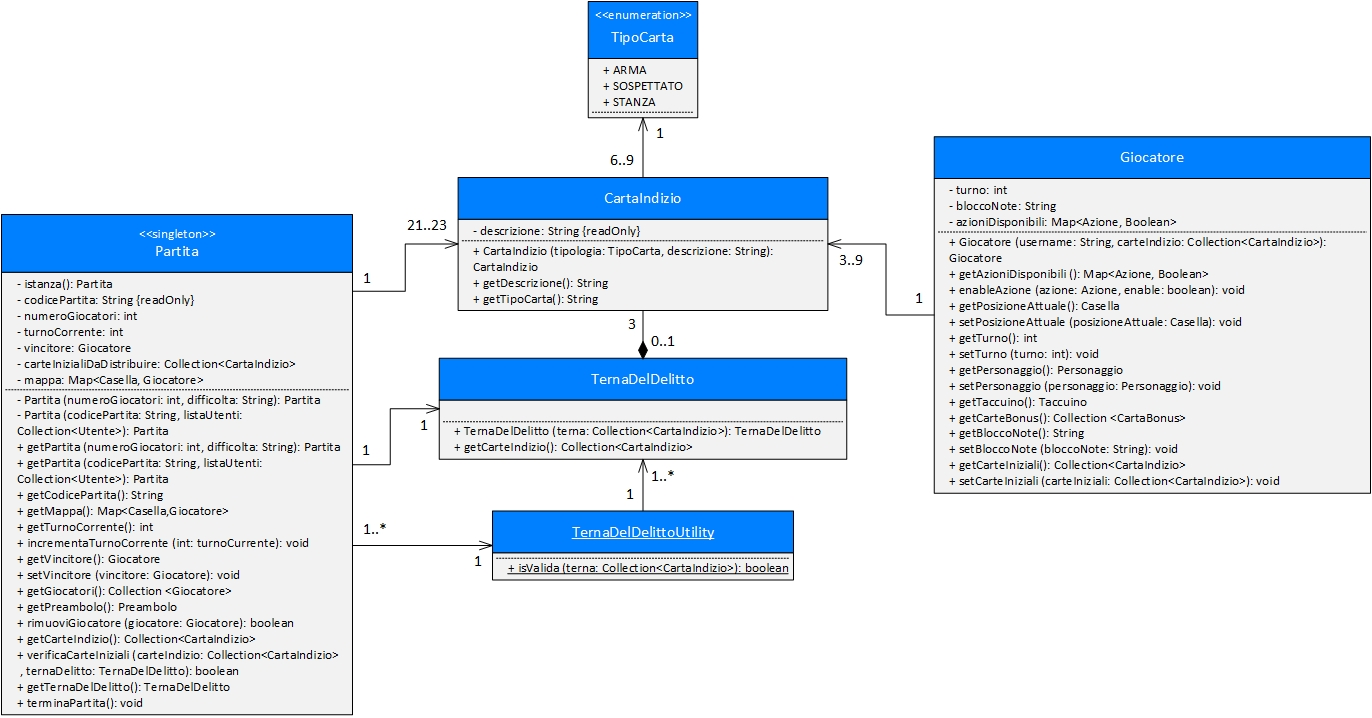 <<enumeration>>
TipoCarta
+ ARMA
+ SOSPETTATO
+ STANZA
1
6..9
CartaIndizio
- descrizione: String {readOnly}
+ CartaIndizio (tipologia: TipoCarta, descrizione: String):
CartaIndizio
+ getDescrizione(): String
+ getTipoCarta(): String
21..23
1
3..9
1
3
0..1
Giocatore
- turno: int
- bloccoNote: String
- azioniDisponibili: Map<Azione, Boolean>
+ Giocatore (username: String, carteIndizio: Collection<CartaIndizio>):
Giocatore
+ getAzioniDisponibili (): Map<Azione, Boolean>
+ enableAzione (azione: Azione, enable: boolean): void
+ getPosizioneAttuale(): Casella
+ setPosizioneAttuale (posizioneAttuale: Casella): void
+ getTurno(): int
+ setTurno (turno: int): void
+ getPersonaggio(): Personaggio
+ setPersonaggio (personaggio: Personaggio): void
+ getTaccuino(): Taccuino
+ getCarteBonus(): Collection <CartaBonus>
+ getBloccoNote(): String
+ setBloccoNote (bloccoNote: String): void
+ getCarteIniziali(): Collection<CartaIndizio>
+ setCarteIniziali (carteIniziali: Collection<CartaIndizio>): void
<<singleton>>
Partita
- istanza(): Partita
- codicePartita: String {readOnly}
- numeroGiocatori: int
- turnoCorrente: int
- vincitore: Giocatore
- carteInizialiDaDistribuire: Collection<CartaIndizio>
- mappa: Map<Casella, Giocatore>
- Partita (numeroGiocatori: int, difficolta: String): Partita
- Partita (codicePartita: String, listaUtenti:
Collection<Utente>): Partita
+ getPartita (numeroGiocatori: int, difficolta: String): Partita
+ getPartita (codicePartita: String, listaUtenti:
Collection<Utente>): Partita
+ getCodicePartita(): String
+ getMappa(): Map<Casella,Giocatore>
+ getTurnoCorrente(): int
+ incrementaTurnoCorrente (int: turnoCurrente): void
+ getVincitore(): Giocatore
+ setVincitore (vincitore: Giocatore): void
+ getGiocatori(): Collection <Giocatore>
+ getPreambolo(): Preambolo
+ rimuoviGiocatore (giocatore: Giocatore): boolean
+ getCarteIndizio(): Collection<CartaIndizio>
+ verificaCarteIniziali (carteIndizio: Collection<CartaIndizio>
, ternaDelitto: TernaDelDelitto): boolean
+ getTernaDelDelitto(): TernaDelDelitto
+ terminaPartita(): void
TernaDelDelitto
+ TernaDelDelitto (terna: Collection<CartaIndizio>): TernaDelDelitto
+ getCarteIndizio(): Collection<CartaIndizio>
1
1
1..*
1
TernaDelDelittoUtility
+ isValida (terna: Collection<CartaIndizio>): boolean
1..*
1